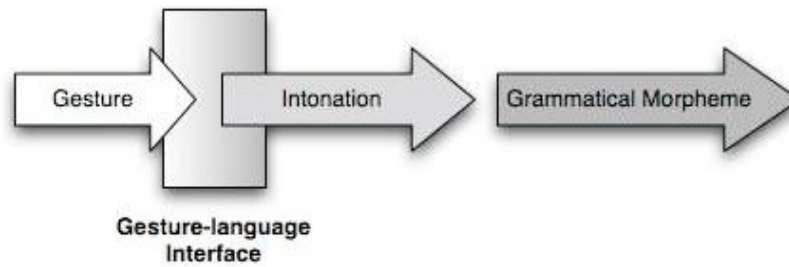 Gesture
Intonation
Grammatical Morpheme
Gesture-language
Interface